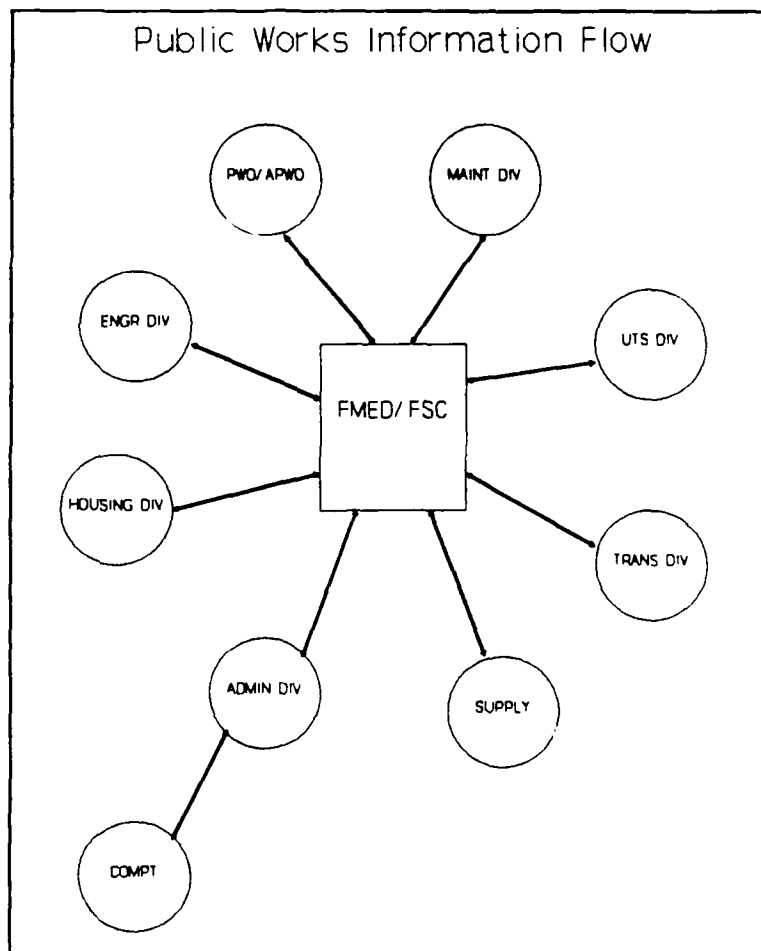 Public Works Information Flow
PWO/APWO
MAINT DIV
ENGR DIV
UTS DIV
FMED/FSC
HOUSING DIV
TRANS DIV
ADMIN DIV
SUPPLY
COMPT